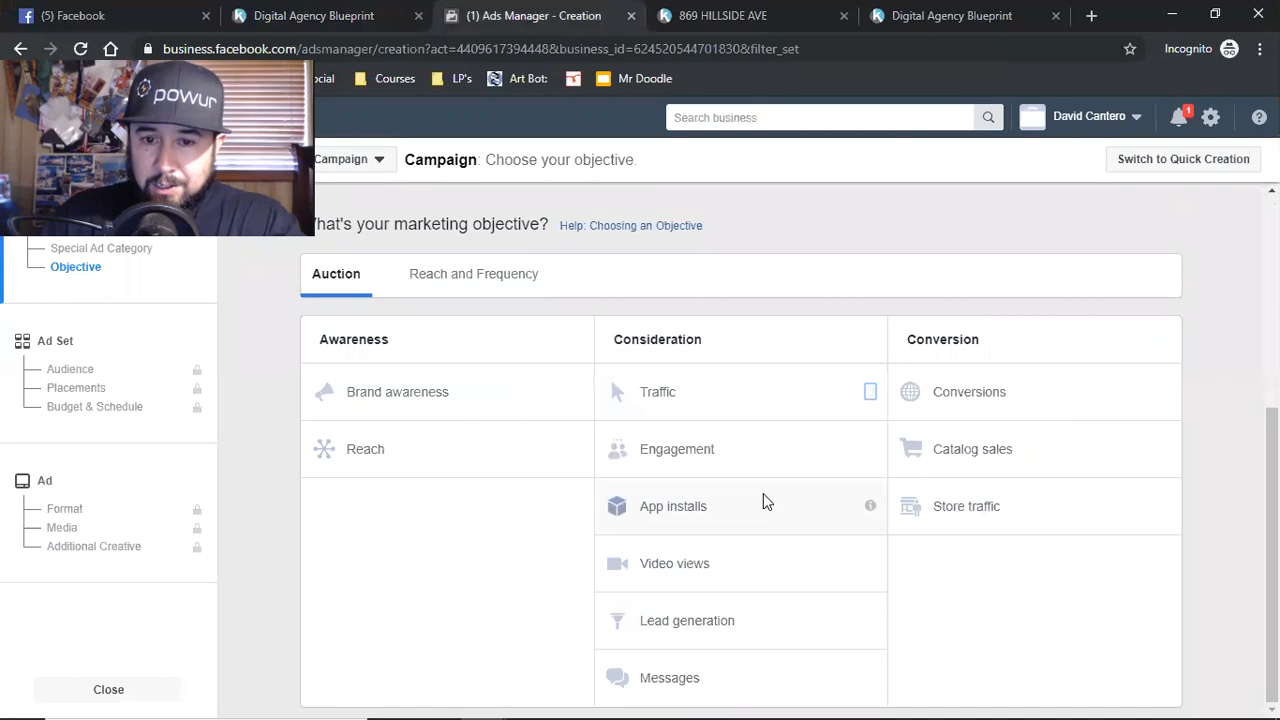 (5) Facebook
Digital Agency Blueprint
(1) Ads Manager - Creation
869 HILLSIDE AVE
Digital Agency Blueprint
business.facebook.com/adsmanager/creation?act=4409617394448&business_id=624520544701030&filter_set
Incognito
ocial
Courses
LP's
Art Bot:
Mr Doodle
powur
Search business
David Camac
1
Campaign
Campaign: Choose your objective.
Switch to Quick Creation
What's your marketing objective?
Help: Choosing an Objective
Special Ad Category
Objective
Auction
Reach and Frequency
Ad Set
Audience
Placements
Budget & Schedule
Awareness
Consideration
Conversion
Brand awareness
Traffic
Conversions
Reach
Engagement
Catalog sales
App installs
Store traffic
Video views
Lead generation
Messages
Ad
Format
Media
Additional Creative
Close